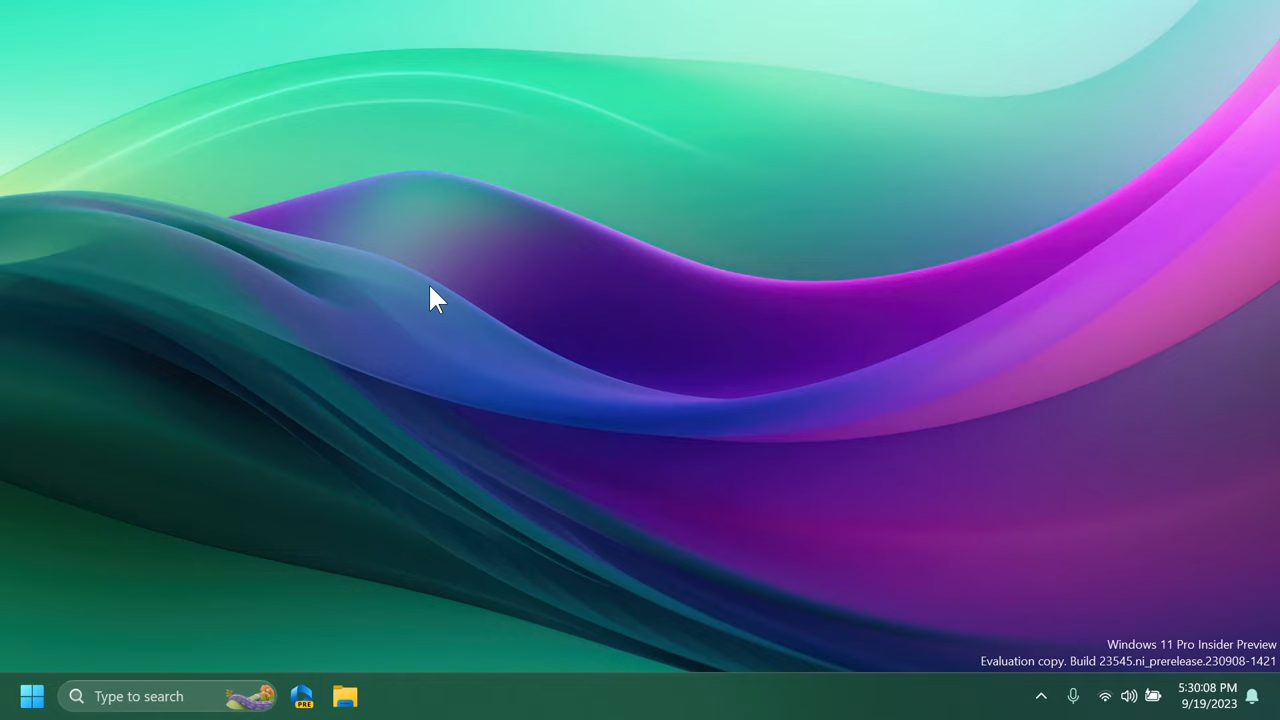 Windows 11 Pro Insider Preview
Evaluation copy. Build 23545.ni_prerelease.230908-1421
Type to search
PRE
5:30:08 PM
9/19/2023